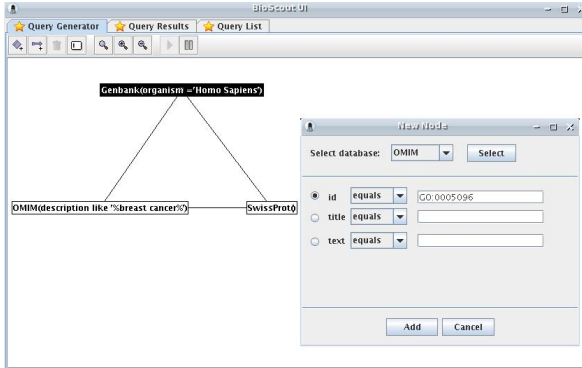 BioScout UI
Query Generator Query Results Query List
Genbank(organism ='Homo Sapiens')
OMIM(description like '%breast cancer%')
SwissProt()
New Node
Select database: OMIM Select
id equals GO:0005096
title equals
text equals
Add Cancel